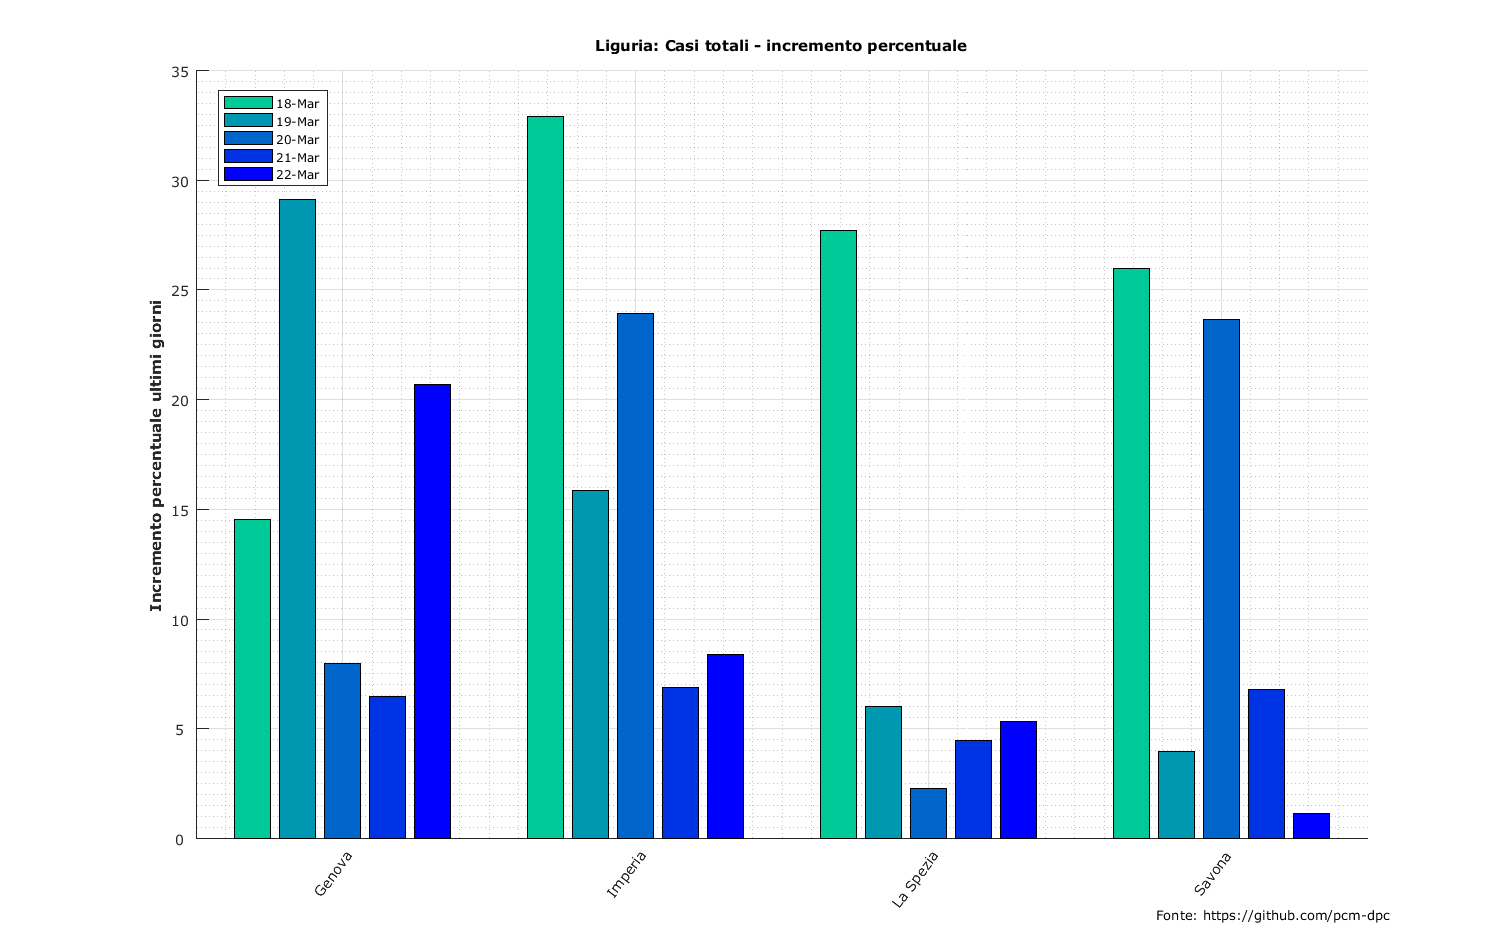 Liguria: Casi totali - incremento percentuale
Incremento percentuale ultimi giorni
35
30
25
20
15
10
5
0
18-Mar
19-Mar
20-Mar
21-Mar
22-Mar
Genova
Imperia
La Spezia
Savona
Fonte: https://github.com/pcm-dpc